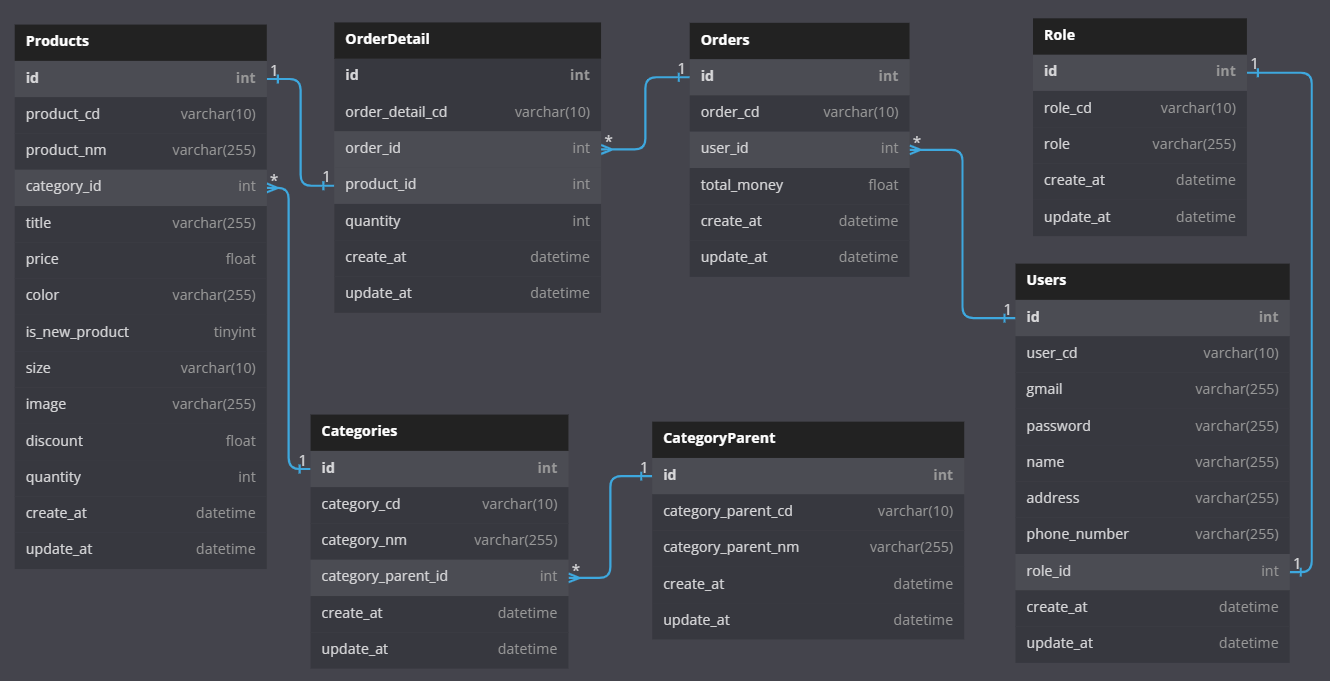 Products
id int
product_cd varchar(10)
product_nm varchar(255)
category_id int
title varchar(255)
price float
color varchar(255)
is_new_product tinyint
size varchar(10)
image varchar(255)
discount float
quantity int
create_at datetime
update_at datetime
1
*
OrderDetail
id int
order_detail_cd varchar(10)
order_id int
product_id int
quantity int
create_at datetime
update_at datetime
*
1
Orders
1
id int
order_cd varchar(10)
user_id int
total_money float
create_at datetime
update_at datetime
*
Role
id int
role_cd varchar(10)
role varchar(255)
create_at datetime
update_at datetime
1
Categories
1
id int
category_cd varchar(10)
category_nm varchar(255)
category_parent_id int
create_at datetime
update_at datetime
*
CategoryParent
1
id int
category_parent_cd varchar(10)
category_parent_nm varchar(255)
create_at datetime
update_at datetime
Users
1
id int
user_cd varchar(10)
gmail varchar(255)
password varchar(255)
name varchar(255)
address varchar(255)
phone_number varchar(255)
role_id int
create_at datetime
update_at datetime
1